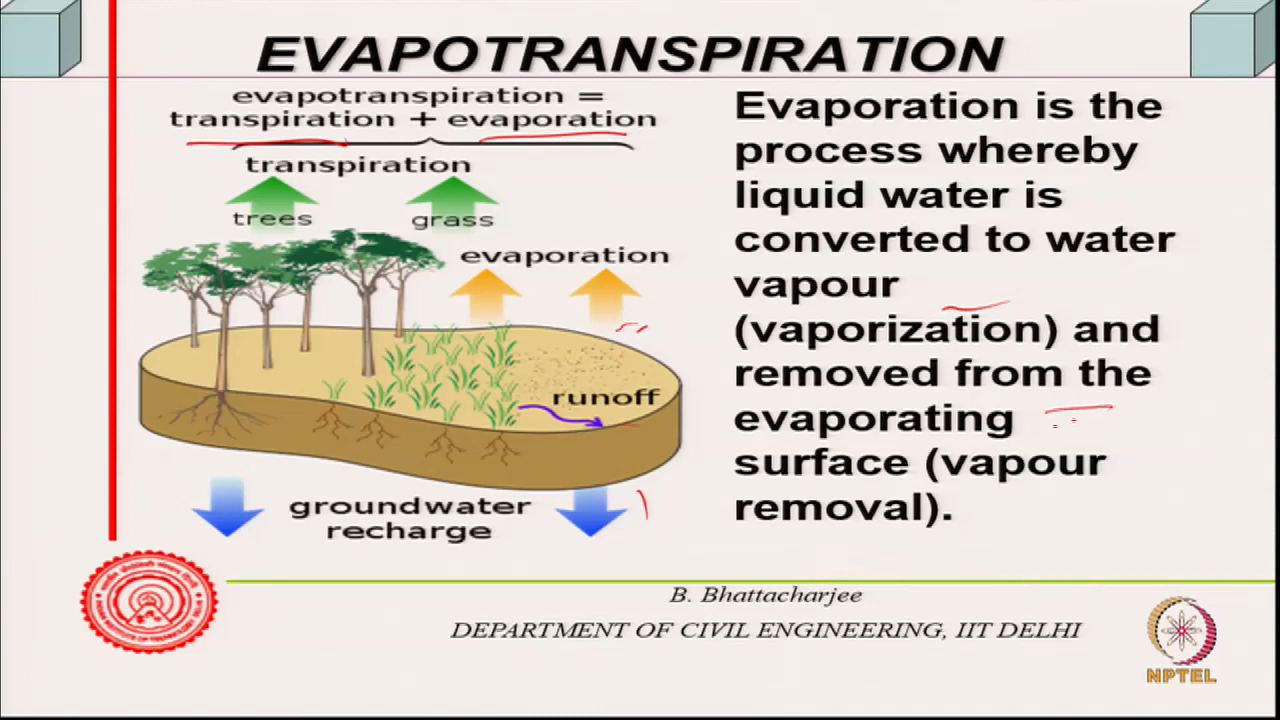 EVAPOTRANSPIRATION
evapotranspiration =
transpiration + evaporation
transpiration
trees
grass
evaporation
runoff
groundwater
recharge
Evaporation is the
process whereby
liquid water is
converted to water
vapour
(vaporization) and
removed from the
evaporating
surface (vapour
removal).
B. Bhattacharjee
DEPARTMENT OF CIVIL ENGINEERING, IIT DELHI
NPTEL